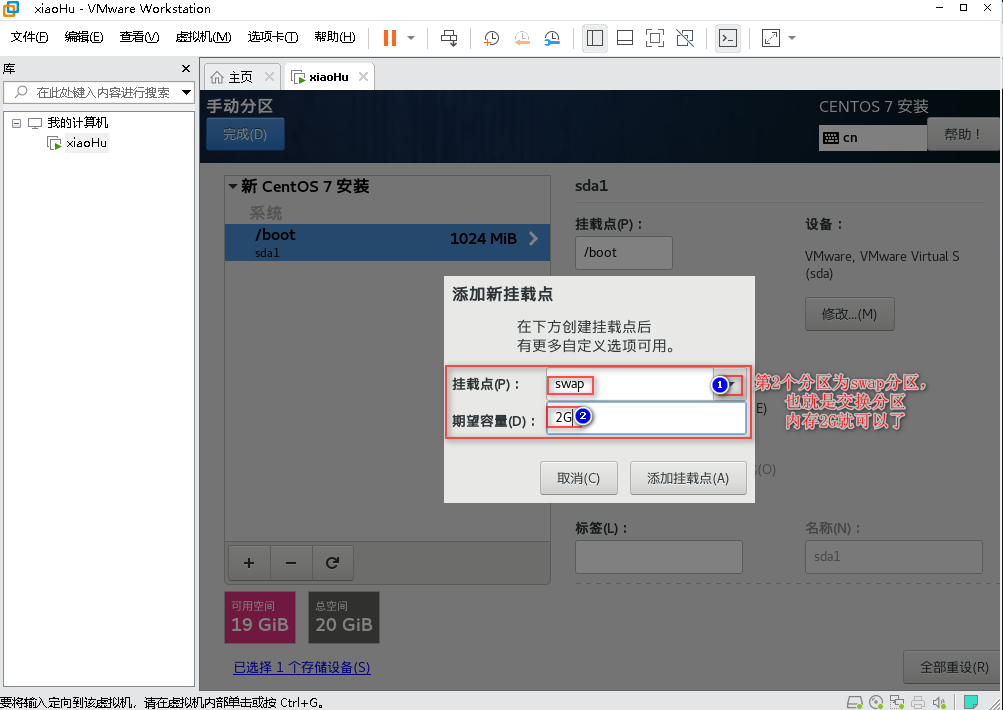 xiaoHu - VMware Workstation
文件(F) 编辑(E) 查看(V) 虚拟机(M) 选项卡(T) 帮助(H)
库
在此处键入内容进行搜索
我的计算机
xiaoHu
主页
xiaoHu
手动分区
完成(D)
CENTOS 7 安装
cn
帮助！
新 CentOS 7 安装
系统
/boot
1024 MiB
sda1
sda1
挂载点(P)：
/boot
设备：
VMware, VMware Virtual S
(sda)
修改...(M)
添加新挂载点
在下方创建挂载点后
有更多自定义选项可用。
挂载点(P)：
swap
1
期望容量(D)：
2G
2
取消(C)
添加挂载点(A)
第2个分区为swap分区，
也就是交换分区
内存2G就可以了
E)
(O)
标签(L)：
名称(N)：
sda1
+
−
可用空间
19 GiB
总空间
20 GiB
已选择 1 个存储设备(S)
全部重设(R)
要将输入定向到该虚拟机，请在虚拟机内部单击或按 Ctrl+G。